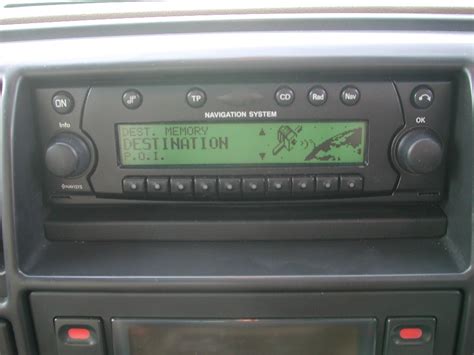 ON
TP
CD
Rad
Nav
NAVIGATION SYSTEM
Info
OK
DEST. MEMORY
DESTINATION
P.O.I.